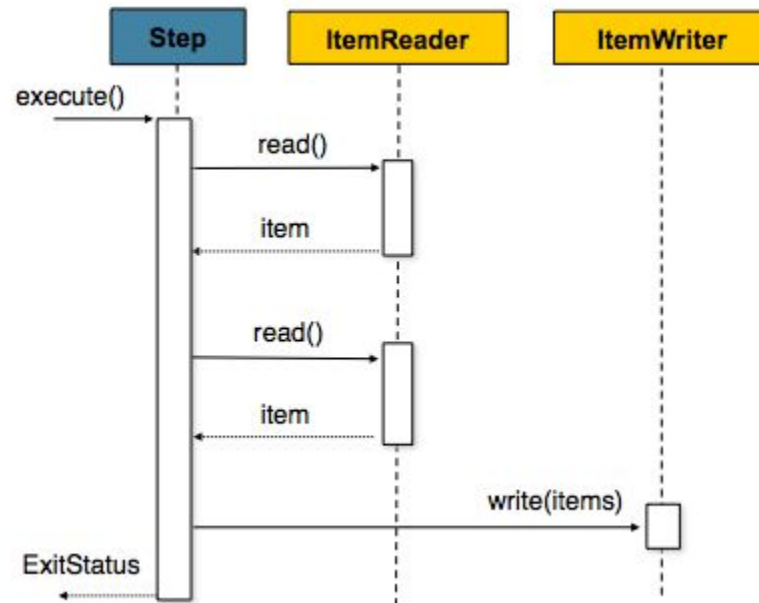 Step
ItemReader
ItemWriter
execute()
read()
item
read()
item
write(items)
ExitStatus